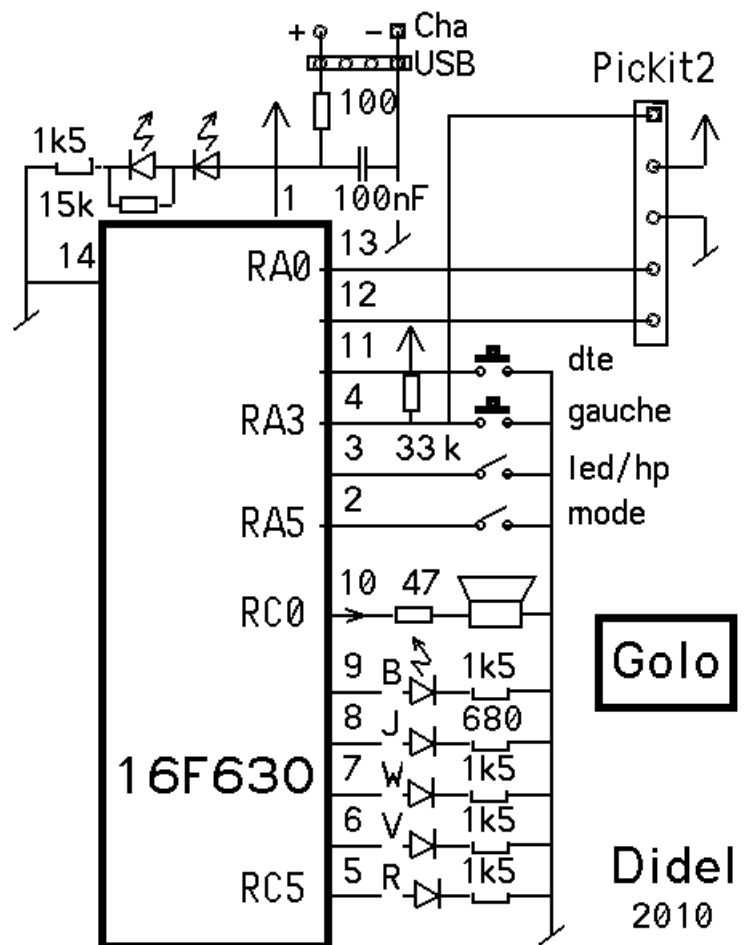 + - Cha
USB
Pickit2
100
1k5
15k
1
100nF
14
13
RA0
12
11
dte
4
gauche
RA3
33 k
3
led/hp
2
mode
RA5
10
47
RC0
Golo
9
B
1k5
8
J
680
16F630
7
W
1k5
6
V
1k5
5
R
1k5
RC5
Didel
2010